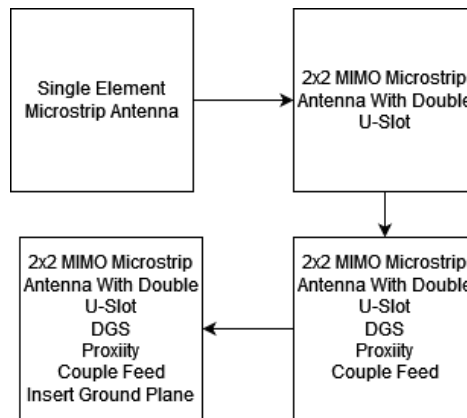 Single Element
Microstrip Antenna
2x2 MIMO Microstrip
Antenna With Double
U-Slot
2x2 MIMO Microstrip
Antenna With Double
U-Slot
DGS
Proxiity
Couple Feed
2x2 MIMO Microstrip
Antenna With Double
U-Slot
DGS
Proxiity
Couple Feed
Insert Ground Plane